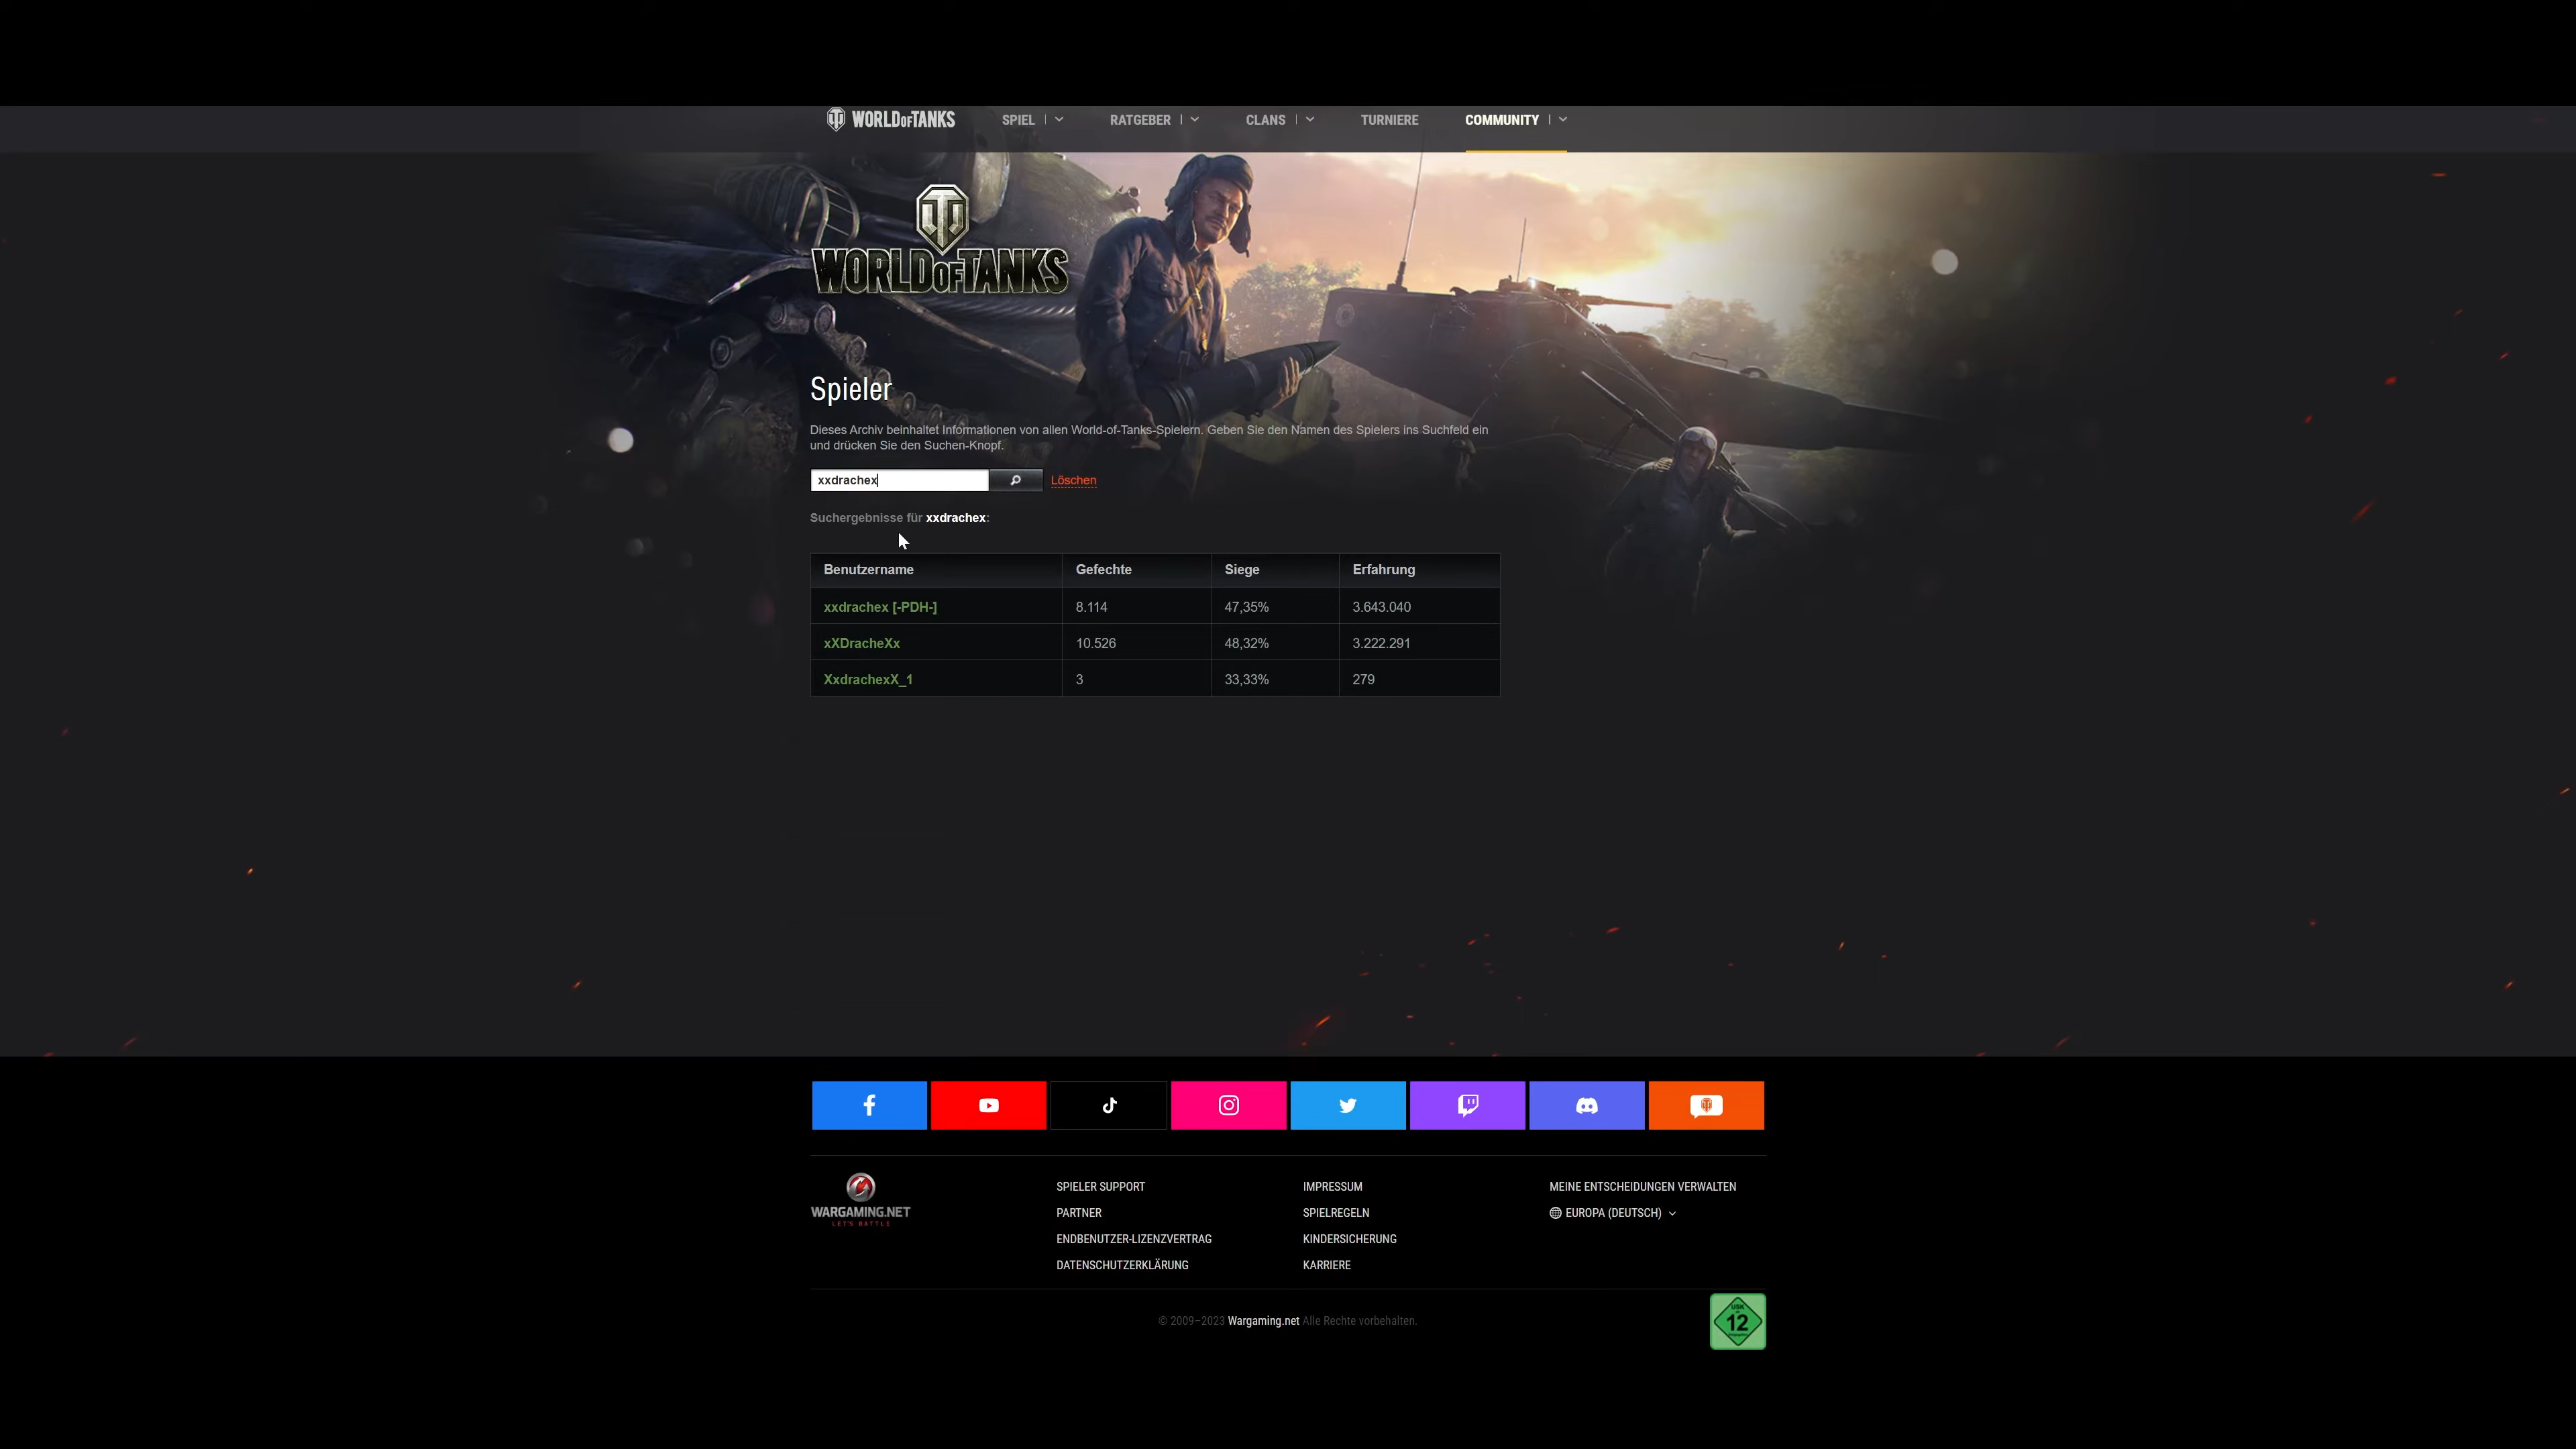 WORLD OF TANKS
SPIEL
RATGEBER
CLANS
TURNIERE
COMMUNITY
WORLD OF TANKS
Spieler
Dieses Archiv beinhaltet Informationen von allen World-of-Tanks-Spielern. Geben Sie den Namen des Spielers ins Suchfeld ein
und drücken Sie den Suchen-Knopf.
xxdrachex
Löschen
Suchergebnisse für xxdrachex:
Benutzername Gefechte Siege Erfahrung
xxdrachex [-PDH-] 8.114 47,35% 3.643.040
xXDracheXx 10.526 48,32% 3.222.291
XxdrachexX_1 3 33,33% 279
WARGAMING.NET
LET'S BATTLE
SPIELER SUPPORT
PARTNER
ENDBENUTZER-LIZENZVERTRAG
DATENSCHUTZERKLÄRUNG
IMPRESSUM
SPIELREGELN
KINDERSICHERUNG
KARRIERE
MEINE ENTSCHEIDUNGEN VERWALTEN
EUROPA (DEUTSCH)
© 2009–2023 Wargaming.net Alle Rechte vorbehalten.
USK
12